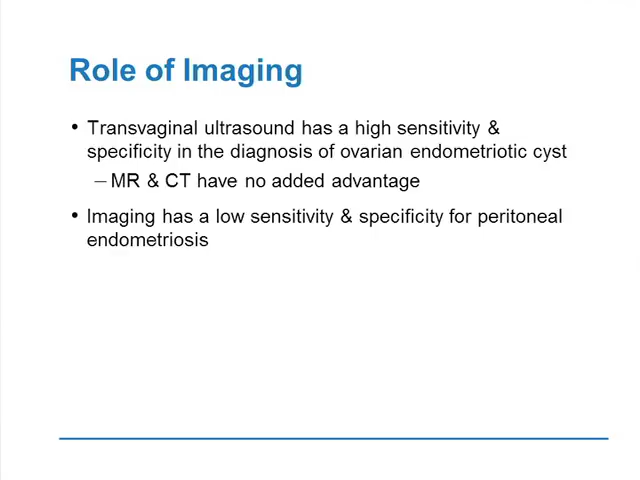 Role of Imaging
• Transvaginal ultrasound has a high sensitivity &
specificity in the diagnosis of ovarian endometriotic cyst
– MR & CT have no added advantage
• Imaging has a low sensitivity & specificity for peritoneal
endometriosis